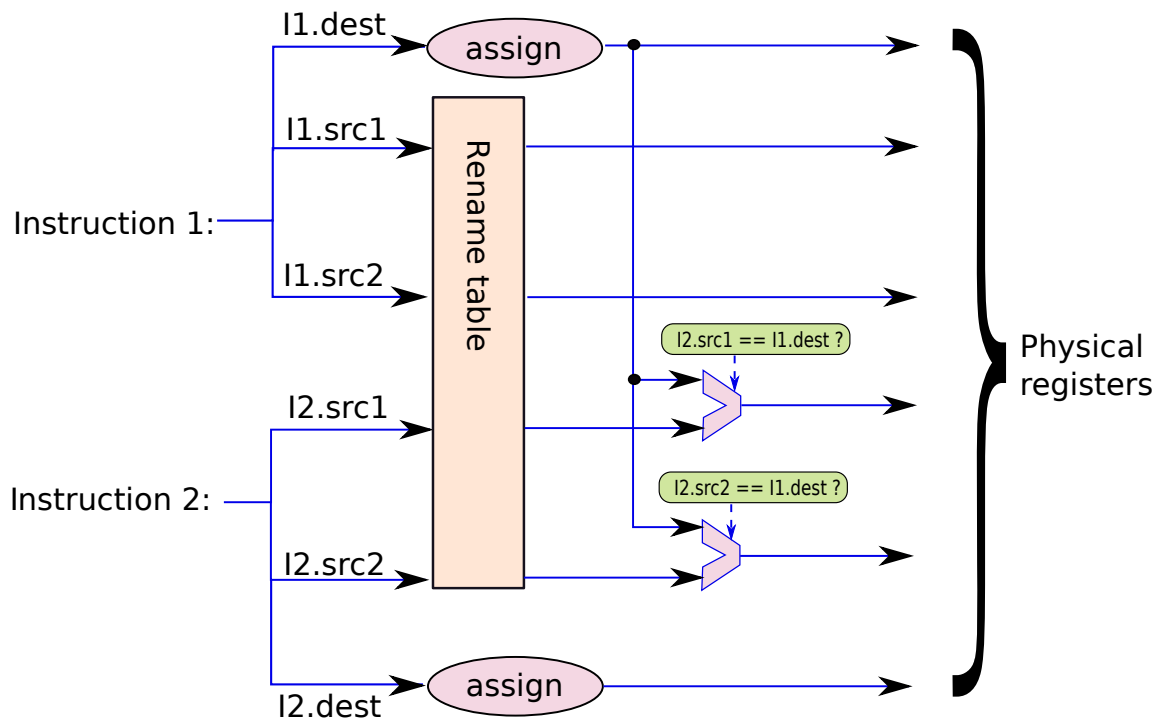 I1.dest
assign
I1.src1
Rename table
Instruction 1:
I1.src2
I2.src1 == I1.dest ?
Physical
registers
I2.src1
I2.src2 == I1.dest ?
Instruction 2:
I2.src2
assign
I2.dest